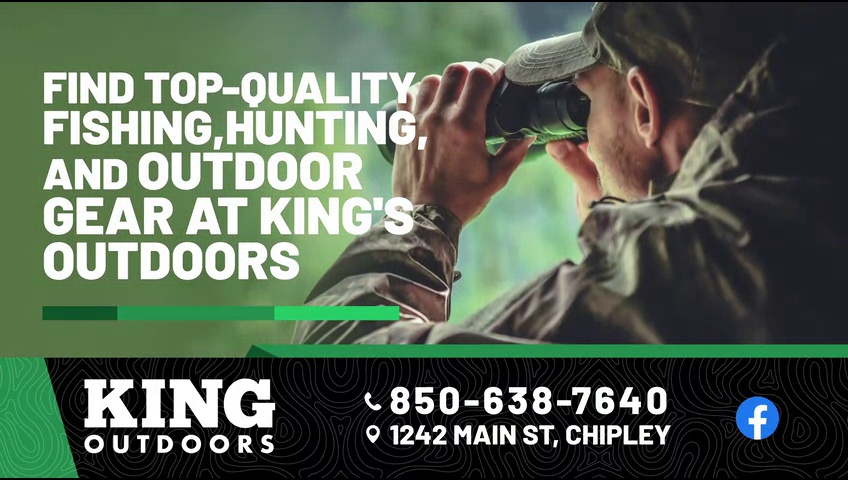 FIND TOP-QUALITY
FISHING,HUNTING,
AND OUTDOOR
GEAR AT KING'S
OUTDOORS
KING
OUTDOORS
850-638-7640
1242 MAIN ST, CHIPLEY